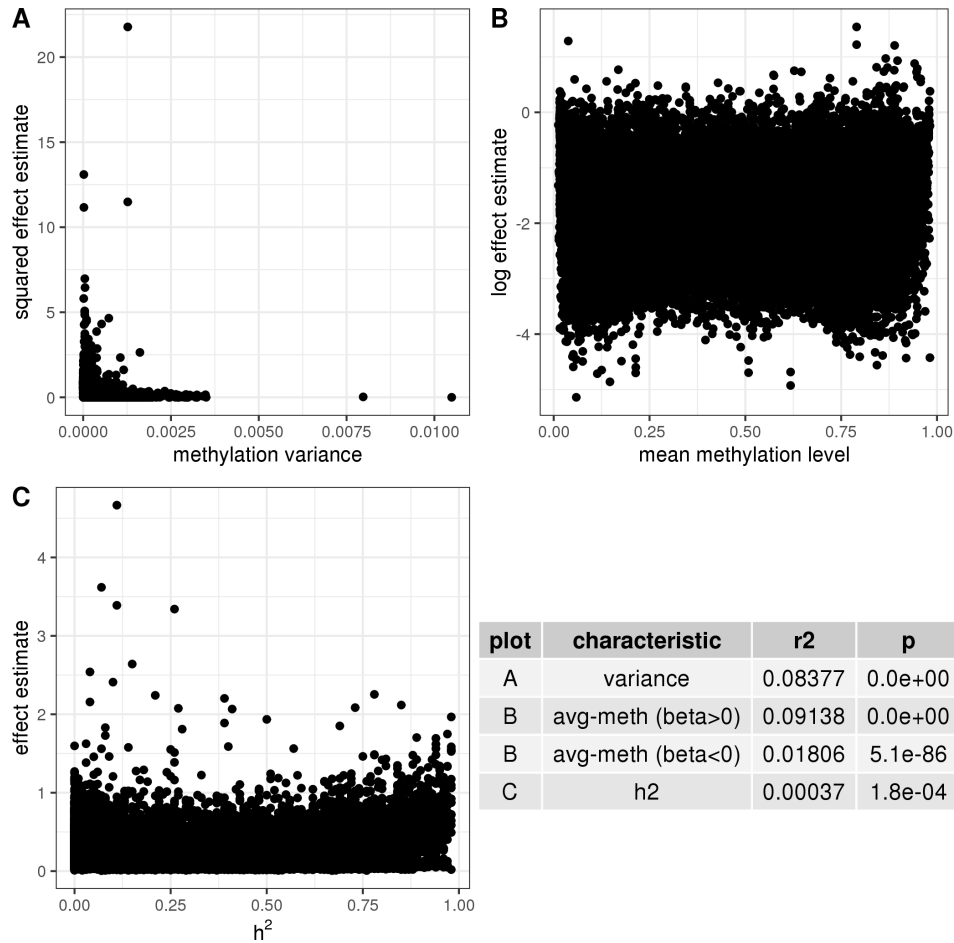 A
squared effect estimate
20
15
10
5
0
0.0000 0.0025 0.0050 0.0075 0.0100
methylation variance
B
log effect estimate
0
-2
-4
0.00 0.25 0.50 0.75 1.00
mean methylation level
C
effect estimate
4
3
2
1
0
0.00 0.25 0.50 0.75 1.00
h²
plot characteristic r2 p
A variance 0.08377 0.0e+00
B avg-meth (beta>0) 0.09138 0.0e+00
B avg-meth (beta<0) 0.01806 5.1e-86
C h2 0.00037 1.8e-04